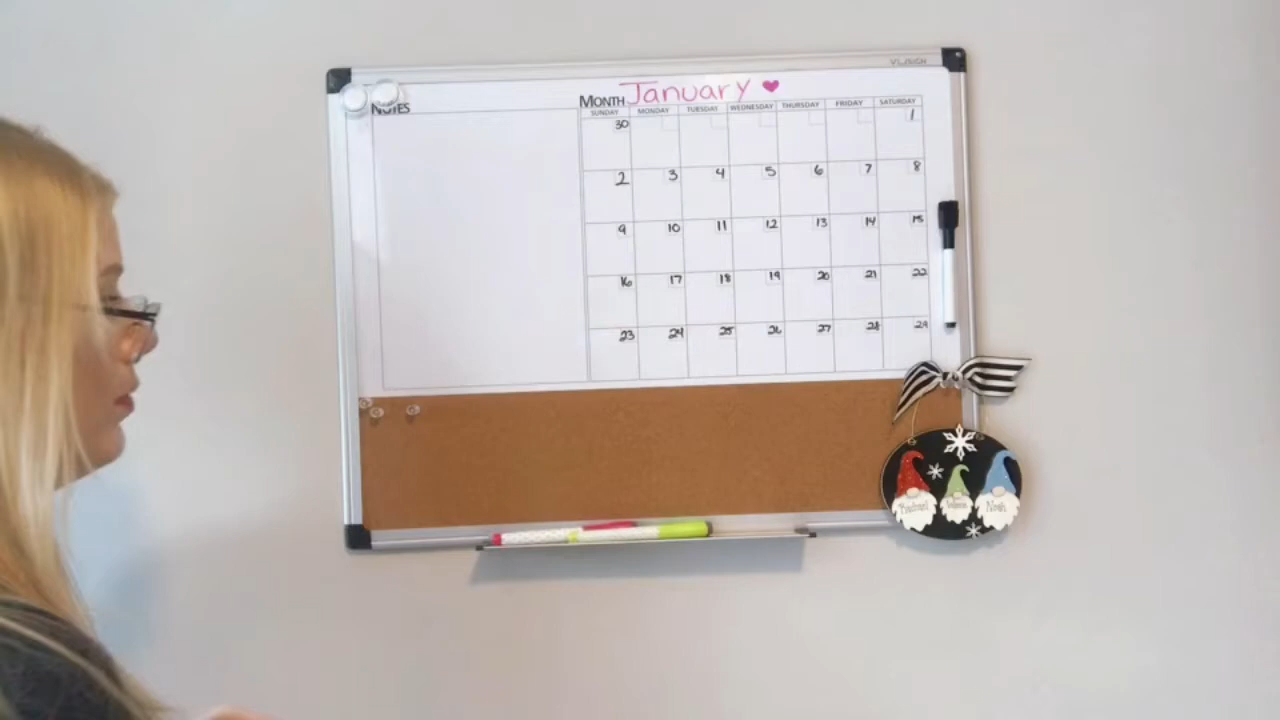 VIJSIGH
NOTES
MONTH January
SUNDAY MONDAY TUESDAY WEDNESDAY THURSDAY FRIDAY SATURDAY
30 1
2 3 4 5 6 7 8
9 10 11 12 13 14 15
16 17 18 19 20 21 22
23 24 25 26 27 28 29
Noah